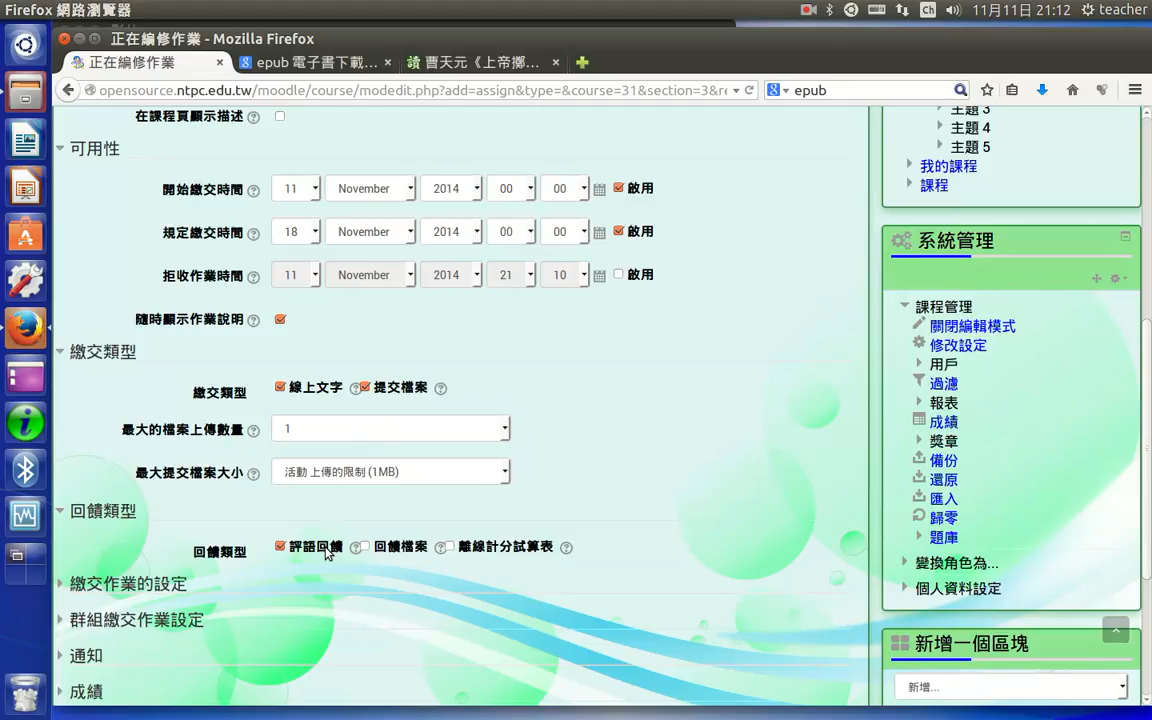 Firefox 網路瀏覽器
Ch
11月11日 21:12
teacher
正在編修作業 - Mozilla Firefox
正在編修作業 ×
epub 電子書下載... ×
讀 曹天元《上帝擲... ×
opensource.ntpc.edu.tw/moodle/course/modedit.php?add=assign&type=&course=31&section=3&re
epub
在課程頁顯示描述
可用性
開始繳交時間 11 November 2014 00 00 啟用
規定繳交時間 18 November 2014 00 00 啟用
拒收作業時間 11 November 2014 21 10 啟用
隨時顯示作業說明
繳交類型
繳交類型 線上文字 提交檔案
最大的檔案上傳數量 1
最大提交檔案大小 活動 上傳的限制 (1MB)
回饋類型
回饋類型 評語回饋 回饋檔案 離線計分試算表
繳交作業的設定
群組繳交作業設定
通知
成績
主題 3
主題 4
主題 5
我的課程
課程
系統管理
課程管理
關閉編輯模式
修改設定
用戶
過濾
報表
成績
獎章
備份
還原
匯入
歸零
題庫
變換角色為...
個人資料設定
新增一個區塊
新增...